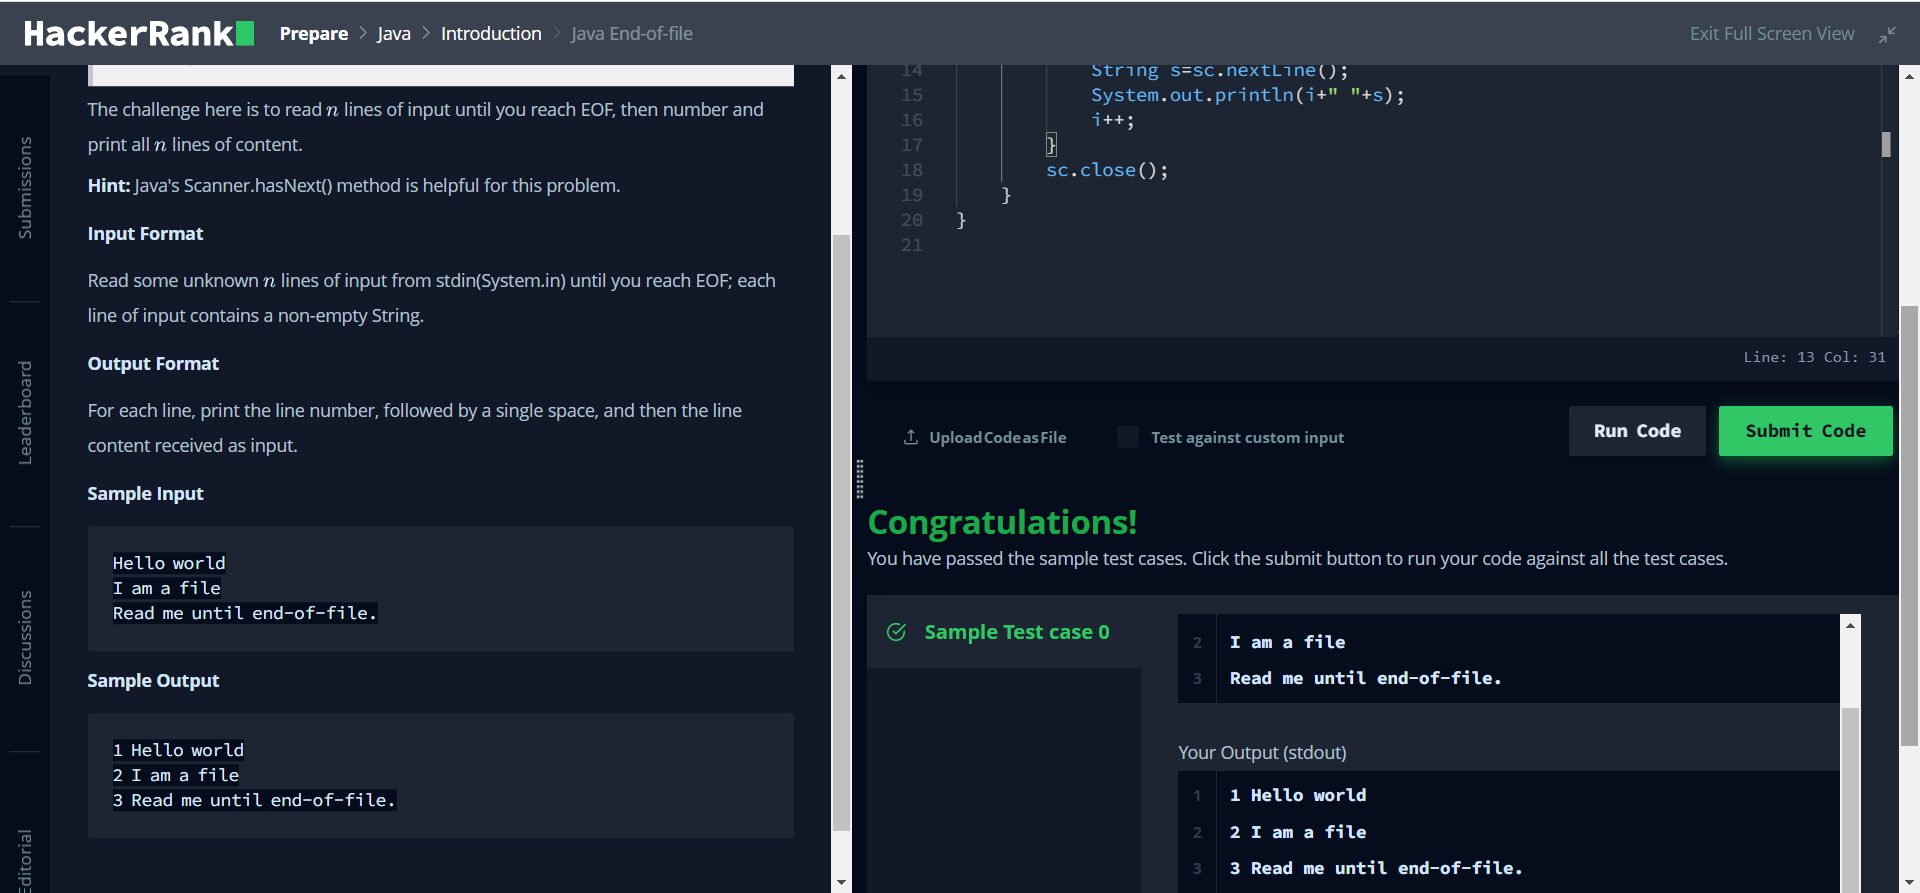 HackerRank
Prepare > Java > Introduction > Java End-of-file
Exit Full Screen View
Submissions
Leaderboard
Discussions
Editorial
The challenge here is to read n lines of input until you reach EOF, then number and
print all n lines of content.
Hint: Java's Scanner.hasNext() method is helpful for this problem.
Input Format
Read some unknown n lines of input from stdin(System.in) until you reach EOF; each
line of input contains a non-empty String.
Output Format
For each line, print the line number, followed by a single space, and then the line
content received as input.
Sample Input
Hello world
I am a file
Read me until end-of-file.
Sample Output
1 Hello world
2 I am a file
3 Read me until end-of-file.
14 String s=sc.nextLine();
15 System.out.println(i+" "+s);
16 i++;
17 }
18 sc.close();
19 }
20 }
21
Line: 13 Col: 31
Upload Code as File
Test against custom input
Run Code
Submit Code
Congratulations!
You have passed the sample test cases. Click the submit button to run your code against all the test cases.
Sample Test case 0
2 I am a file
3 Read me until end-of-file.
Your Output (stdout)
1 1 Hello world
2 2 I am a file
3 3 Read me until end-of-file.